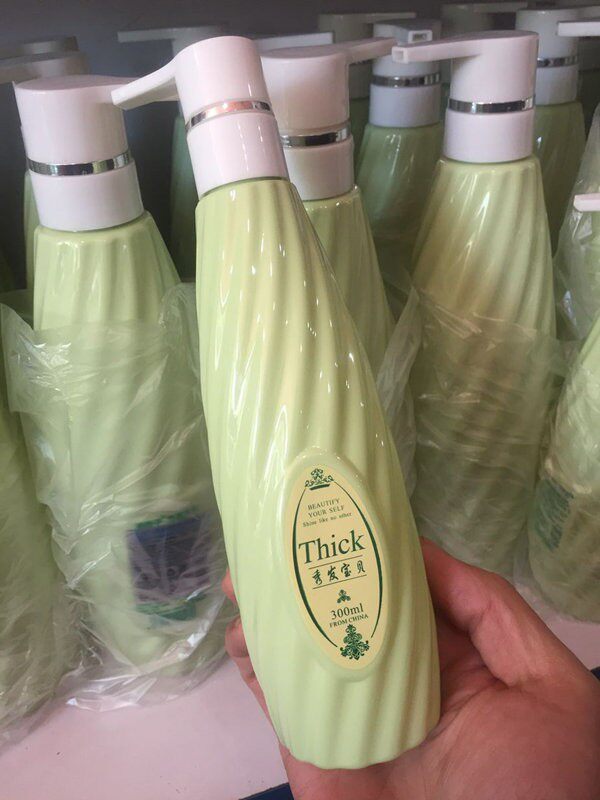 BEAUTIFY
YOUR SELF
Shine like no other
Thick
秀发宝贝
300ml
FROM CHINA